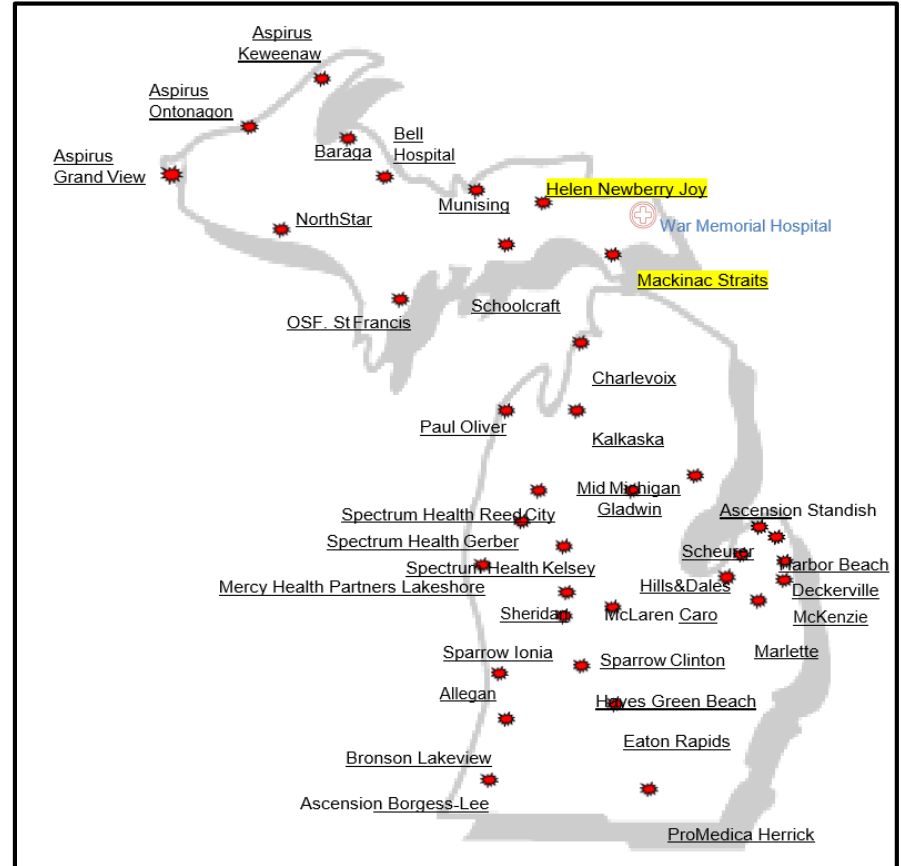 Aspirus
Keweenaw
Aspirus
Ontonagon
Baraga
Bell
Hospital
Aspirus
Grand View
Munising
Helen Newberry Joy
NorthStar
War Memorial Hospital
Mackinac Straits
Schoolcraft
OSF. St Francis
Charlevoix
Paul Oliver
Kalkaska
Mid Michigan
Gladwin
Ascension Standish
Spectrum Health Reed City
Spectrum Health Gerber
Scheurer
Harbor Beach
Spectrum Health Kelsey
Mercy Health Partners Lakeshore
Hills&Dales
Deckerville
Sheridan
McLaren Caro
McKenzie
Marlette
Sparrow Ionia
Sparrow Clinton
Allegan
Hayes Green Beach
Eaton Rapids
Bronson Lakeview
Ascension Borgess-Lee
ProMedica Herrick